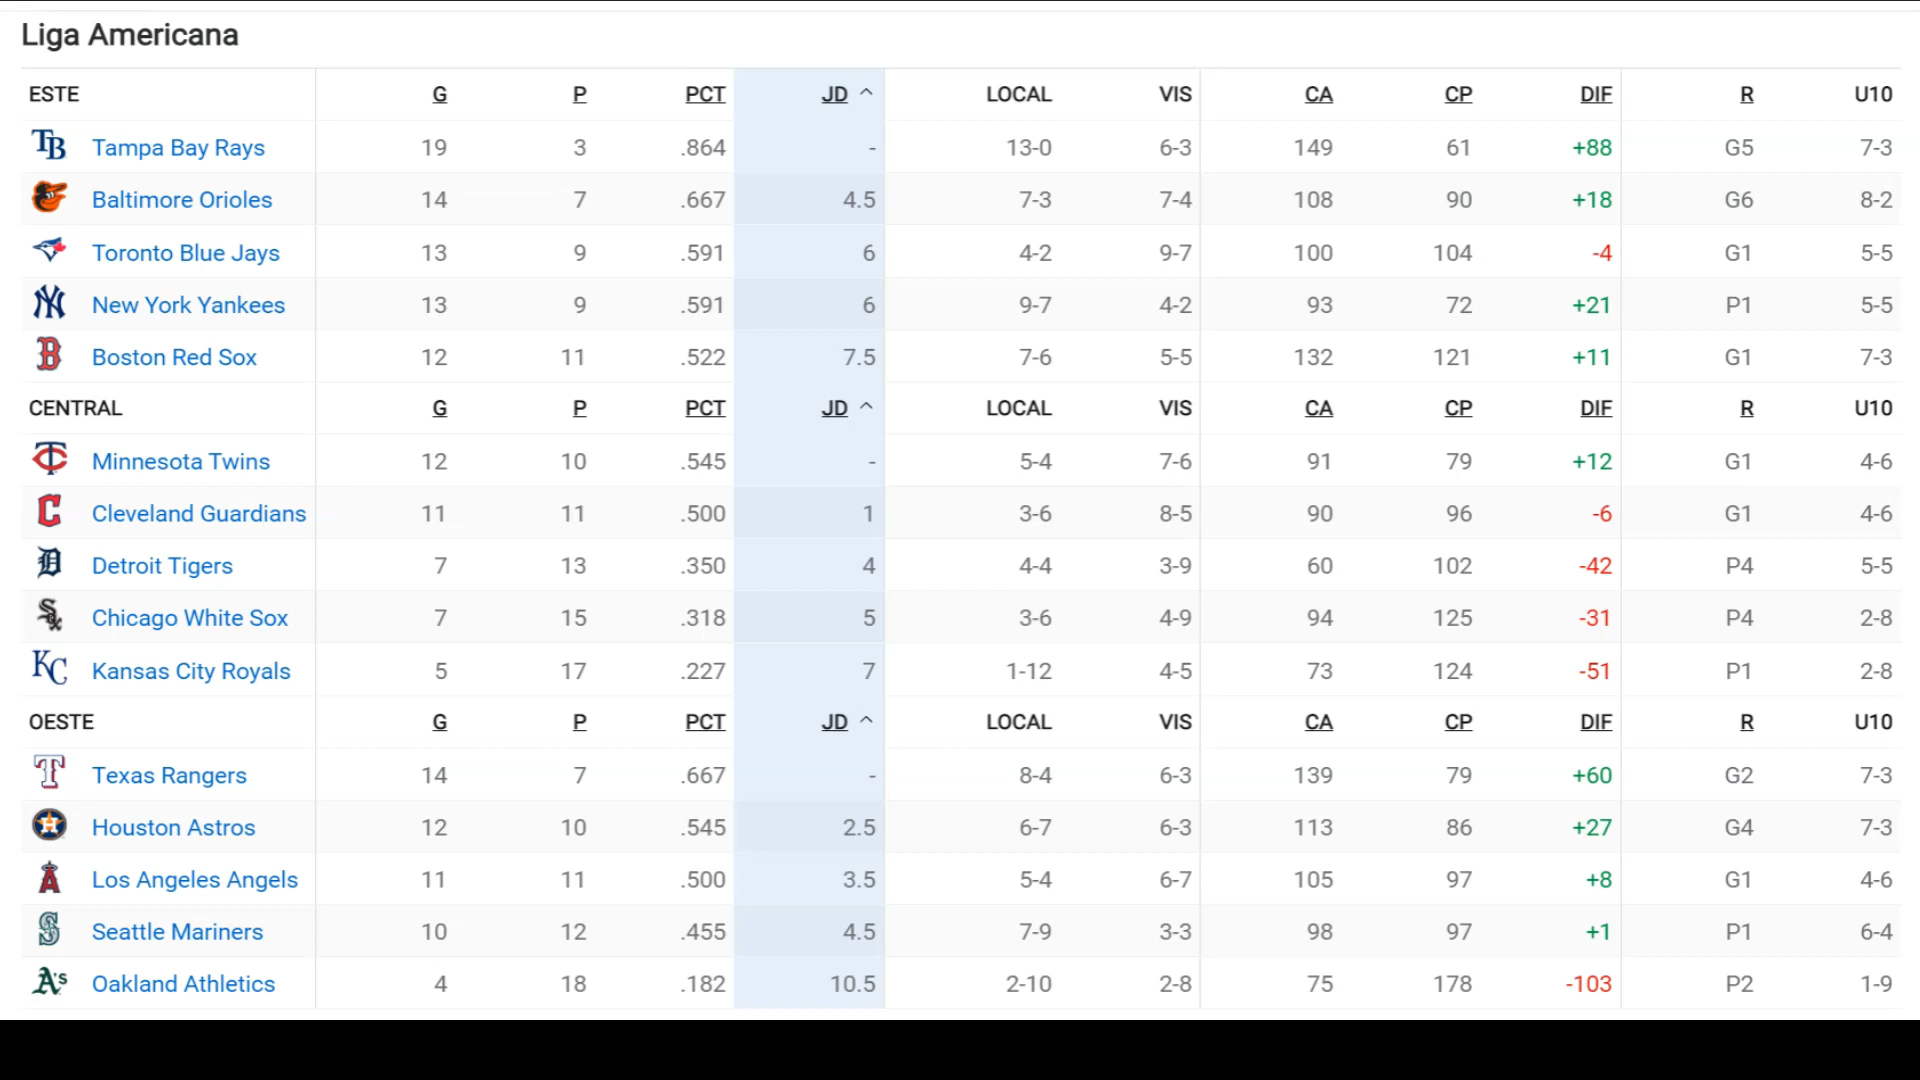 Liga Americana
ESTE G P PCT JD LOCAL VIS CA CP DIF R U10
Tampa Bay Rays 19 3 .864 - 13-0 6-3 149 61 +88 G5 7-3
Baltimore Orioles 14 7 .667 4.5 7-3 7-4 108 90 +18 G6 8-2
Toronto Blue Jays 13 9 .591 6 4-2 9-7 100 104 -4 G1 5-5
New York Yankees 13 9 .591 6 9-7 4-2 93 72 +21 P1 5-5
Boston Red Sox 12 11 .522 7.5 7-6 5-5 132 121 +11 G1 7-3
CENTRAL G P PCT JD LOCAL VIS CA CP DIF R U10
Minnesota Twins 12 10 .545 - 5-4 7-6 91 79 +12 G1 4-6
Cleveland Guardians 11 11 .500 1 3-6 8-5 90 96 -6 G1 4-6
Detroit Tigers 7 13 .350 4 4-4 3-9 60 102 -42 P4 5-5
Chicago White Sox 7 15 .318 5 3-6 4-9 94 125 -31 P4 2-8
Kansas City Royals 5 17 .227 7 1-12 4-5 73 124 -51 P1 2-8
OESTE G P PCT JD LOCAL VIS CA CP DIF R U10
Texas Rangers 14 7 .667 - 8-4 6-3 139 79 +60 G2 7-3
Houston Astros 12 10 .545 2.5 6-7 6-3 113 86 +27 G4 7-3
Los Angeles Angels 11 11 .500 3.5 5-4 6-7 105 97 +8 G1 4-6
Seattle Mariners 10 12 .455 4.5 7-9 3-3 98 97 +1 P1 6-4
Oakland Athletics 4 18 .182 10.5 2-10 2-8 75 178 -103 P2 1-9